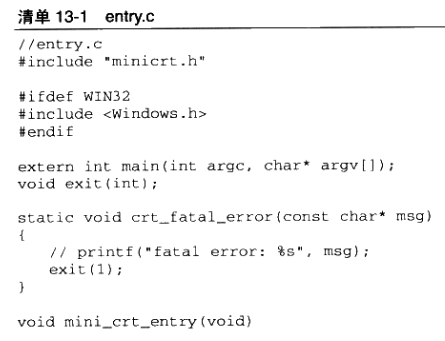 清单 13-1 entry.c
//entry.c
#include "minicrt.h"
#ifdef WIN32
#include <Windows.h>
#endif
extern int main(int argc, char* argv[]);
void exit(int);
static void crt_fatal_error(const char* msg)
{
// printf("fatal error: %s", msg);
exit(1);
}
void mini_crt_entry(void)